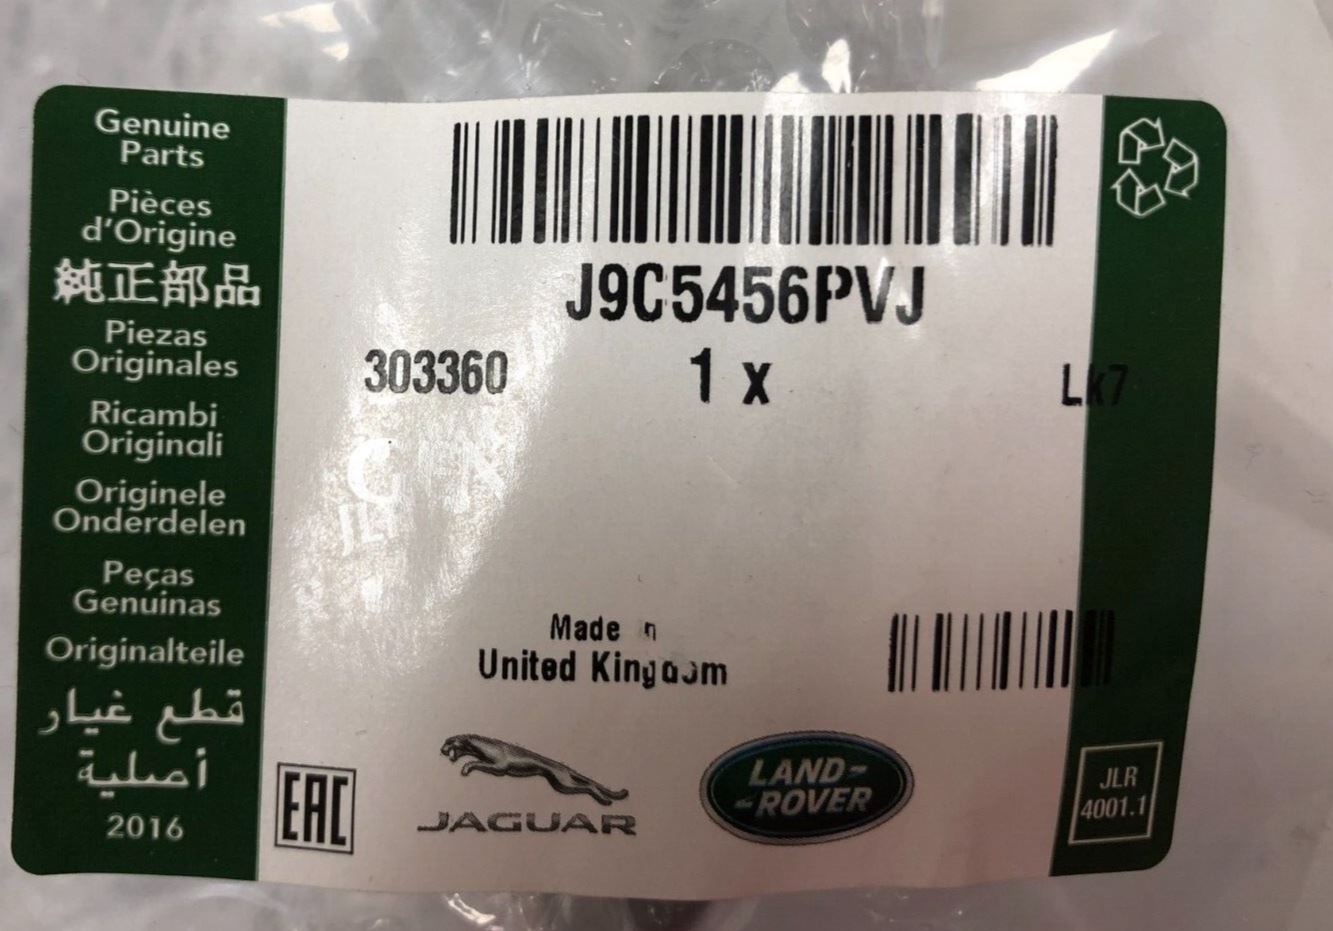 Genuine
Parts
Pièces
d'Origine
純正部品
Piezas
Originales
Ricambi
Originali
Originele
Onderdelen
Peças
Genuinas
Originalteile
قطع غيار
أصلية
2016
J9C5456PVJ
303360
1 x
Lk7
Made in
United Kingdom
EAC
JAGUAR
LAND-
-ROVER
JLR
4001.1